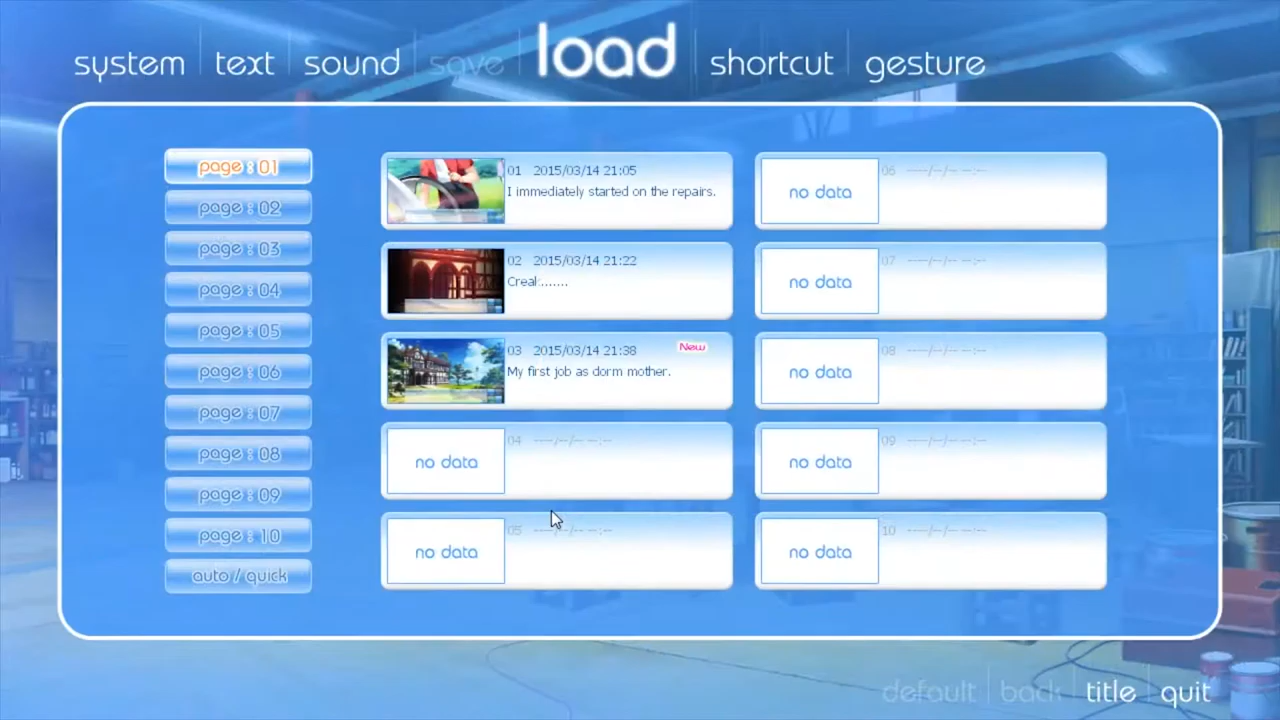 system text sound save load shortcut gesture
page : 01
page : 02
page : 03
page : 04
page : 05
page : 06
page : 07
page : 08
page : 09
page : 10
auto / quick
01 2015/03/14 21:05
I immediately started on the repairs.
02 2015/03/14 21:22
Creak.......
03 2015/03/14 21:38 New
My first job as dorm mother.
04 ----/--/-- --:--
no data
05 ----/--/-- --:--
no data
06 ----/--/-- --:--
no data
07 ----/--/-- --:--
no data
08 ----/--/-- --:--
no data
09 ----/--/-- --:--
no data
10 ----/--/-- --:--
no data
default back title quit